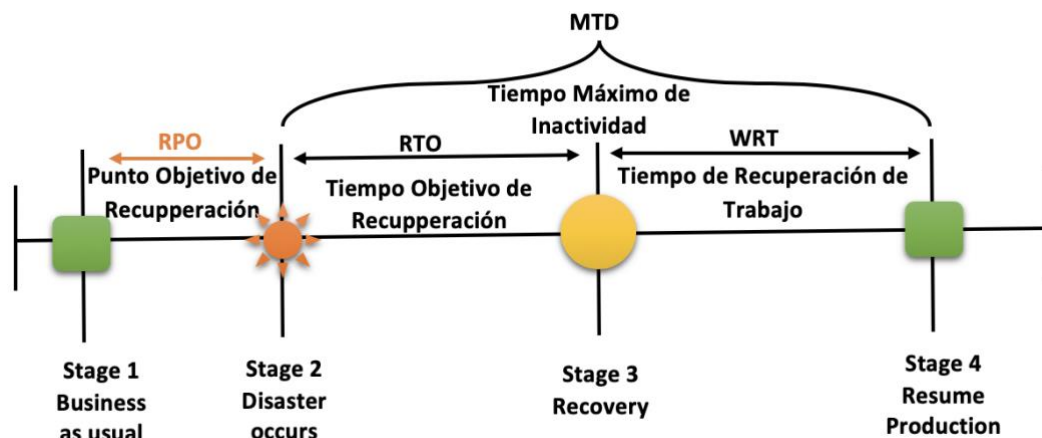 MTD
Tiempo Máximo de
Inactividad
RPO
Punto Objetivo de
Recupperación
RTO
Tiempo Objetivo de
Recupperación
WRT
Tiempo de Recuperación de
Trabajo
Stage 1
Business
as usual
Stage 2
Disaster
occurs
Stage 3
Recovery
Stage 4
Resume
Production